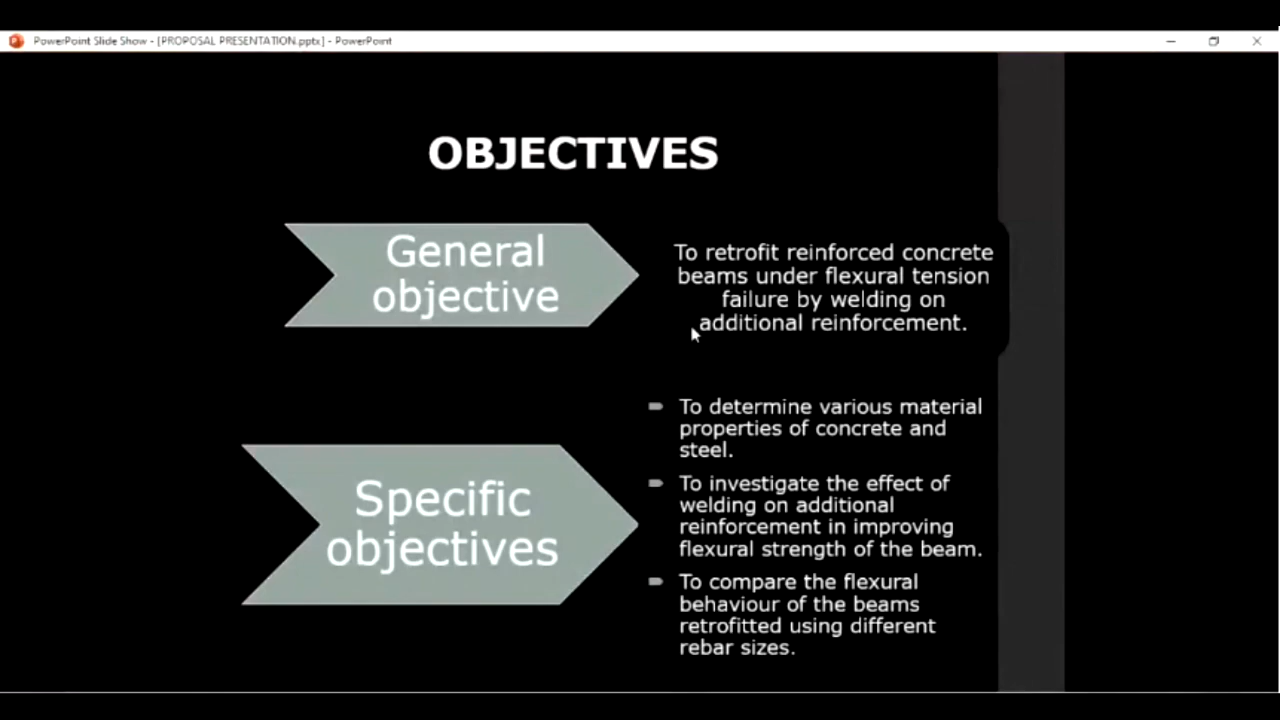 PowerPoint Slide Show - [PROPOSAL PRESENTATION.pptx] - PowerPoint
OBJECTIVES
General
objective
To retrofit reinforced concrete
beams under flexural tension
failure by welding on
additional reinforcement.
Specific
objectives
To determine various material
properties of concrete and
steel.
To investigate the effect of
welding on additional
reinforcement in improving
flexural strength of the beam.
To compare the flexural
behaviour of the beams
retrofitted using different
rebar sizes.